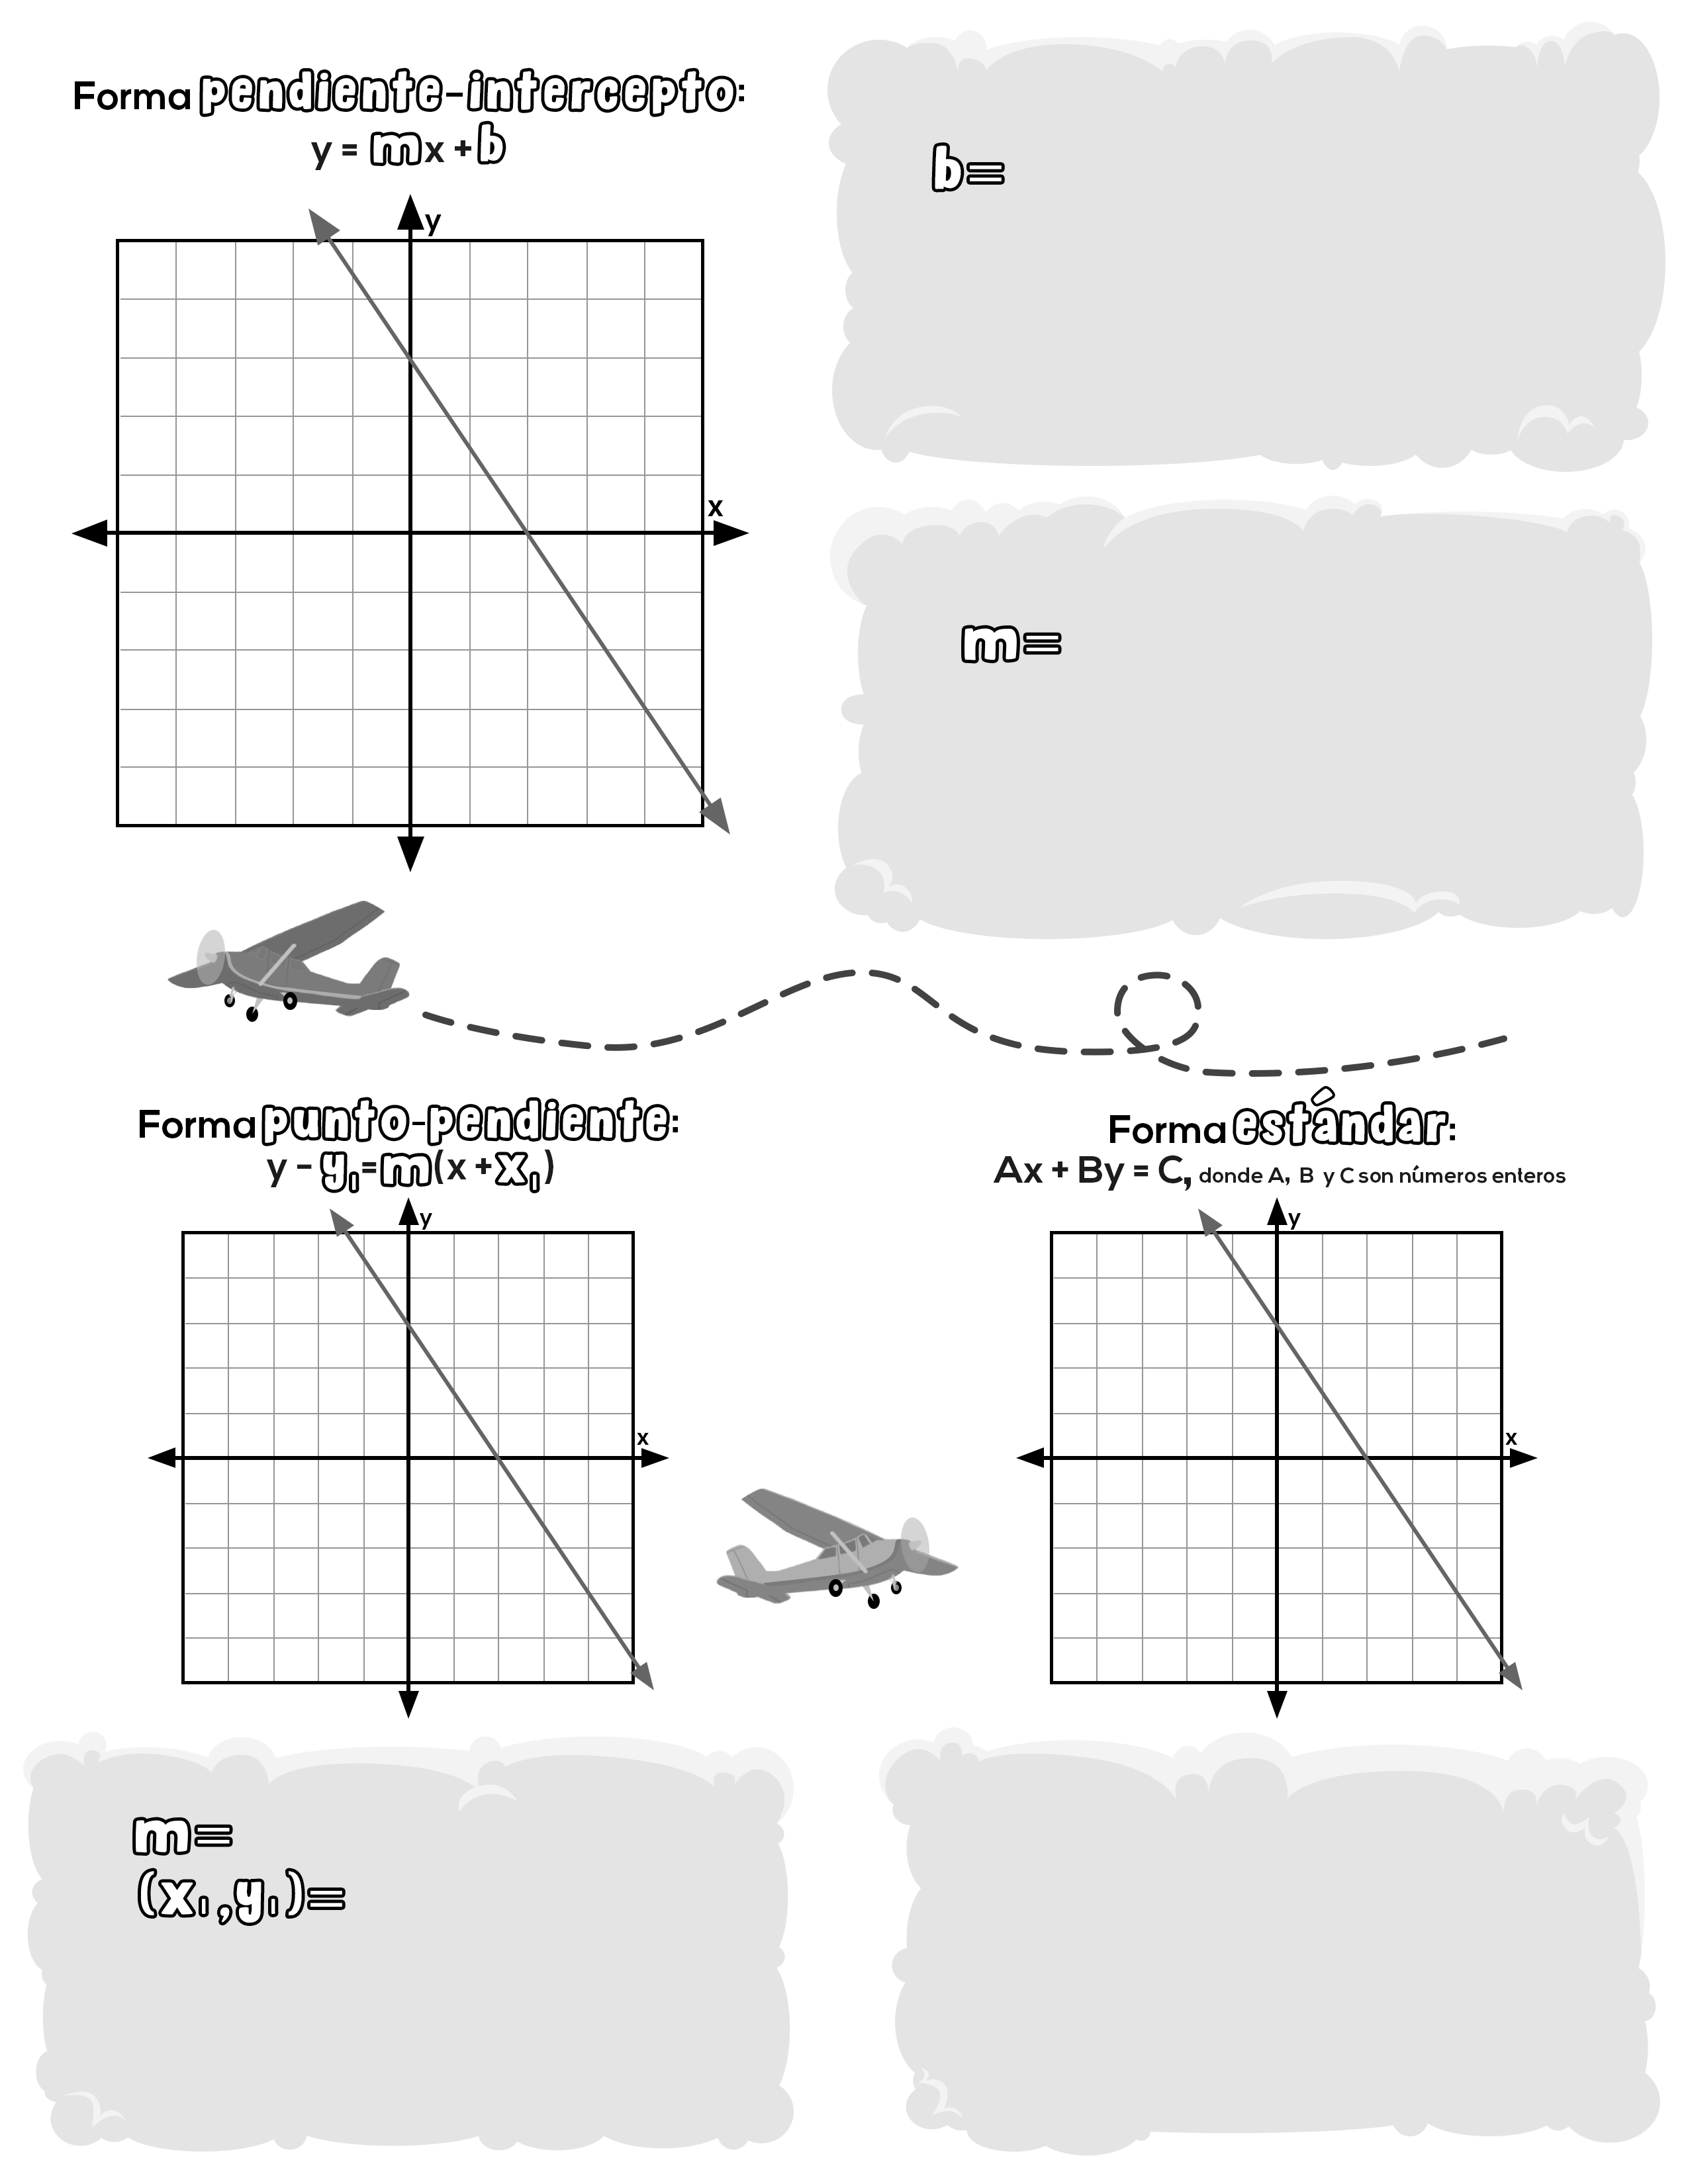 Forma pendiente-intercepto:
y = mx + b
y
x
b=
m=
Forma punto-pendiente:
y - y₁=m(x + x₁)
y
x
Forma estándar:
Ax + By = C, donde A, B y C son números enteros
y
x
m=
(x₁,y₁)=